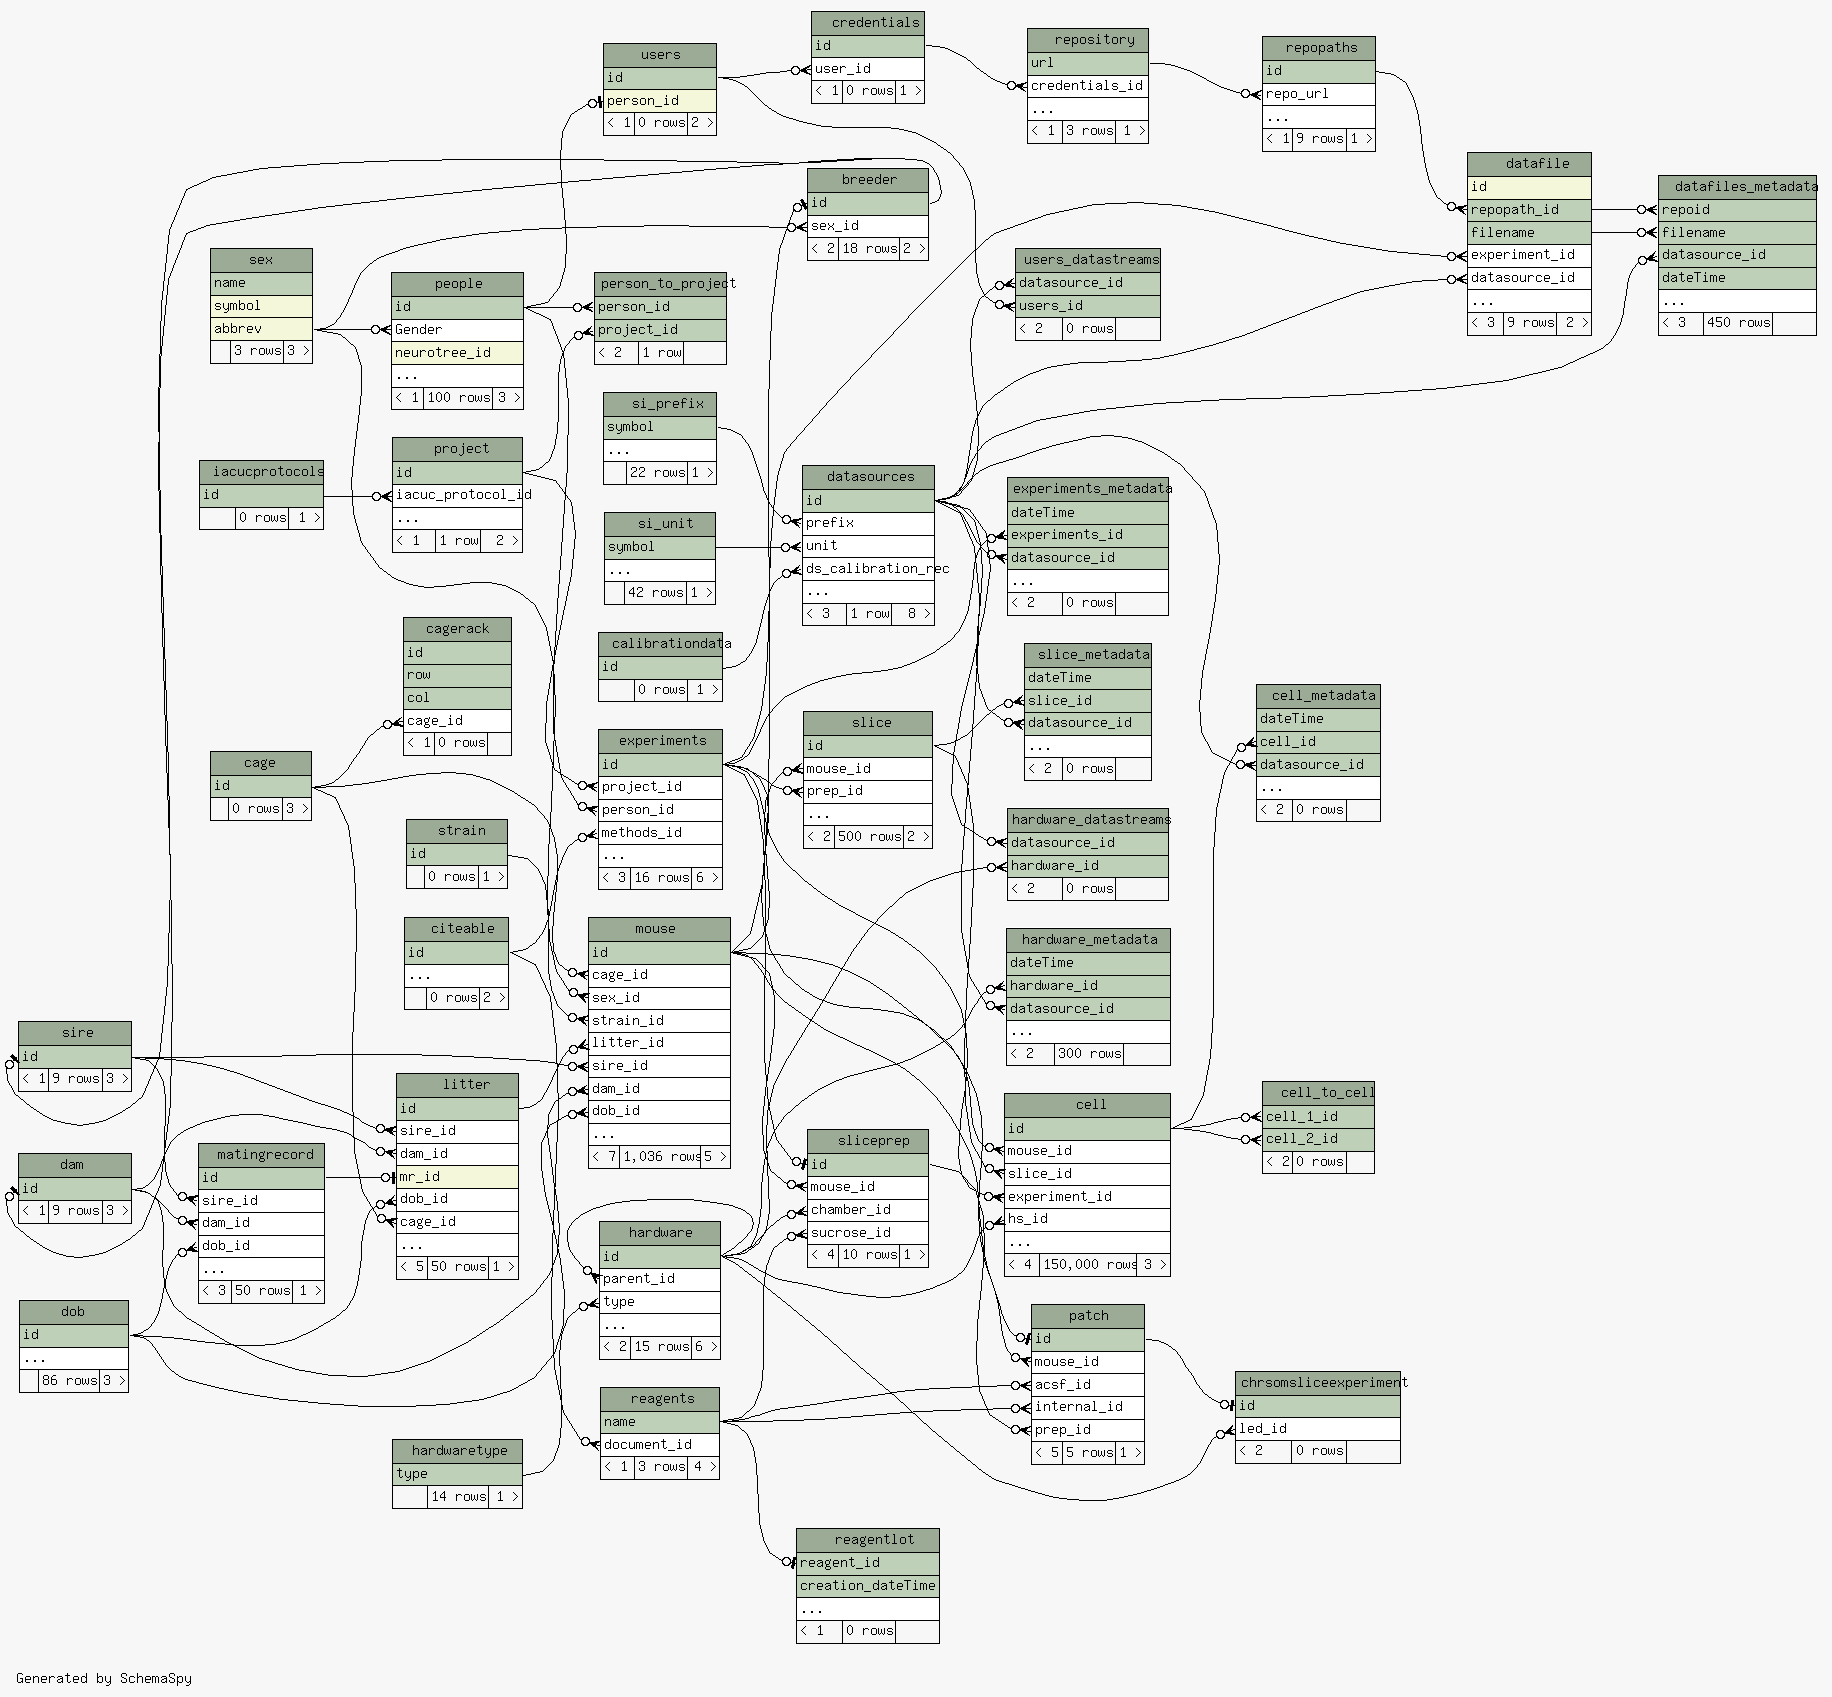 credentials
id
user_id
< 1 0 rows 1 >
repository
url
credentials_id
...
< 1 3 rows 1 >
repopaths
id
repo_url
...
< 1 9 rows 1 >
users
id
person_id
< 1 0 rows 2 >
datafile
id
repopath_id
filename
experiment_id
datasource_id
...
< 3 9 rows 2 >
datafiles_metadata
repoid
filename
datasource_id
dateTime
...
< 3 450 rows
breeder
id
sex_id
< 2 18 rows 2 >
sex
name
symbol
abbrev
3 rows 3 >
people
id
Gender
neurotree_id
...
< 1 100 rows 3 >
person_to_project
person_id
project_id
< 2 1 row
users_datastreams
datasource_id
users_id
< 2 0 rows
si_prefix
symbol
...
22 rows 1 >
iacucprotocols
id
0 rows 1 >
project
id
iacuc_protocol_id
...
< 1 1 row 2 >
si_unit
symbol
...
42 rows 1 >
datasources
id
prefix
unit
ds_calibration_rec
...
< 3 1 row 8 >
experiments_metadata
dateTime
experiments_id
datasource_id
...
< 2 0 rows
cagerack
id
row
col
cage_id
< 1 0 rows
calibrationdata
id
0 rows 1 >
slice_metadata
dateTime
slice_id
datasource_id
...
< 2 0 rows
cell_metadata
dateTime
cell_id
datasource_id
...
< 2 0 rows
cage
id
0 rows 3 >
experiments
id
project_id
person_id
methods_id
...
< 3 16 rows 6 >
slice
id
mouse_id
prep_id
...
< 2 500 rows 2 >
hardware_datastreams
datasource_id
hardware_id
< 2 0 rows
strain
id
0 rows 1 >
citeable
id
...
0 rows 2 >
mouse
id
cage_id
sex_id
strain_id
litter_id
sire_id
dam_id
dob_id
...
< 7 1,036 rows 5 >
hardware_metadata
dateTime
hardware_id
datasource_id
...
< 2 300 rows
sire
id
< 1 9 rows 3 >
litter
id
sire_id
dam_id
mr_id
dob_id
cage_id
...
< 5 50 rows 1 >
cell
id
mouse_id
slice_id
experiment_id
hs_id
...
< 4 150,000 rows 3 >
cell_to_cell
cell_1_id
cell_2_id
< 2 0 rows
dam
id
< 1 9 rows 3 >
matingrecord
id
sire_id
dam_id
dob_id
...
< 3 50 rows 1 >
sliceprep
id
mouse_id
chamber_id
sucrose_id
< 4 10 rows 1 >
hardware
id
parent_id
type
...
< 2 15 rows 6 >
dob
id
...
86 rows 3 >
patch
id
mouse_id
acsf_id
internal_id
prep_id
< 5 5 rows 1 >
chrsomsliceexperiment
id
led_id
< 2 0 rows
reagents
name
document_id
< 1 3 rows 4 >
hardwaretype
type
14 rows 1 >
reagentlot
reagent_id
creation_dateTime
...
< 1 0 rows
Generated by SchemaSpy